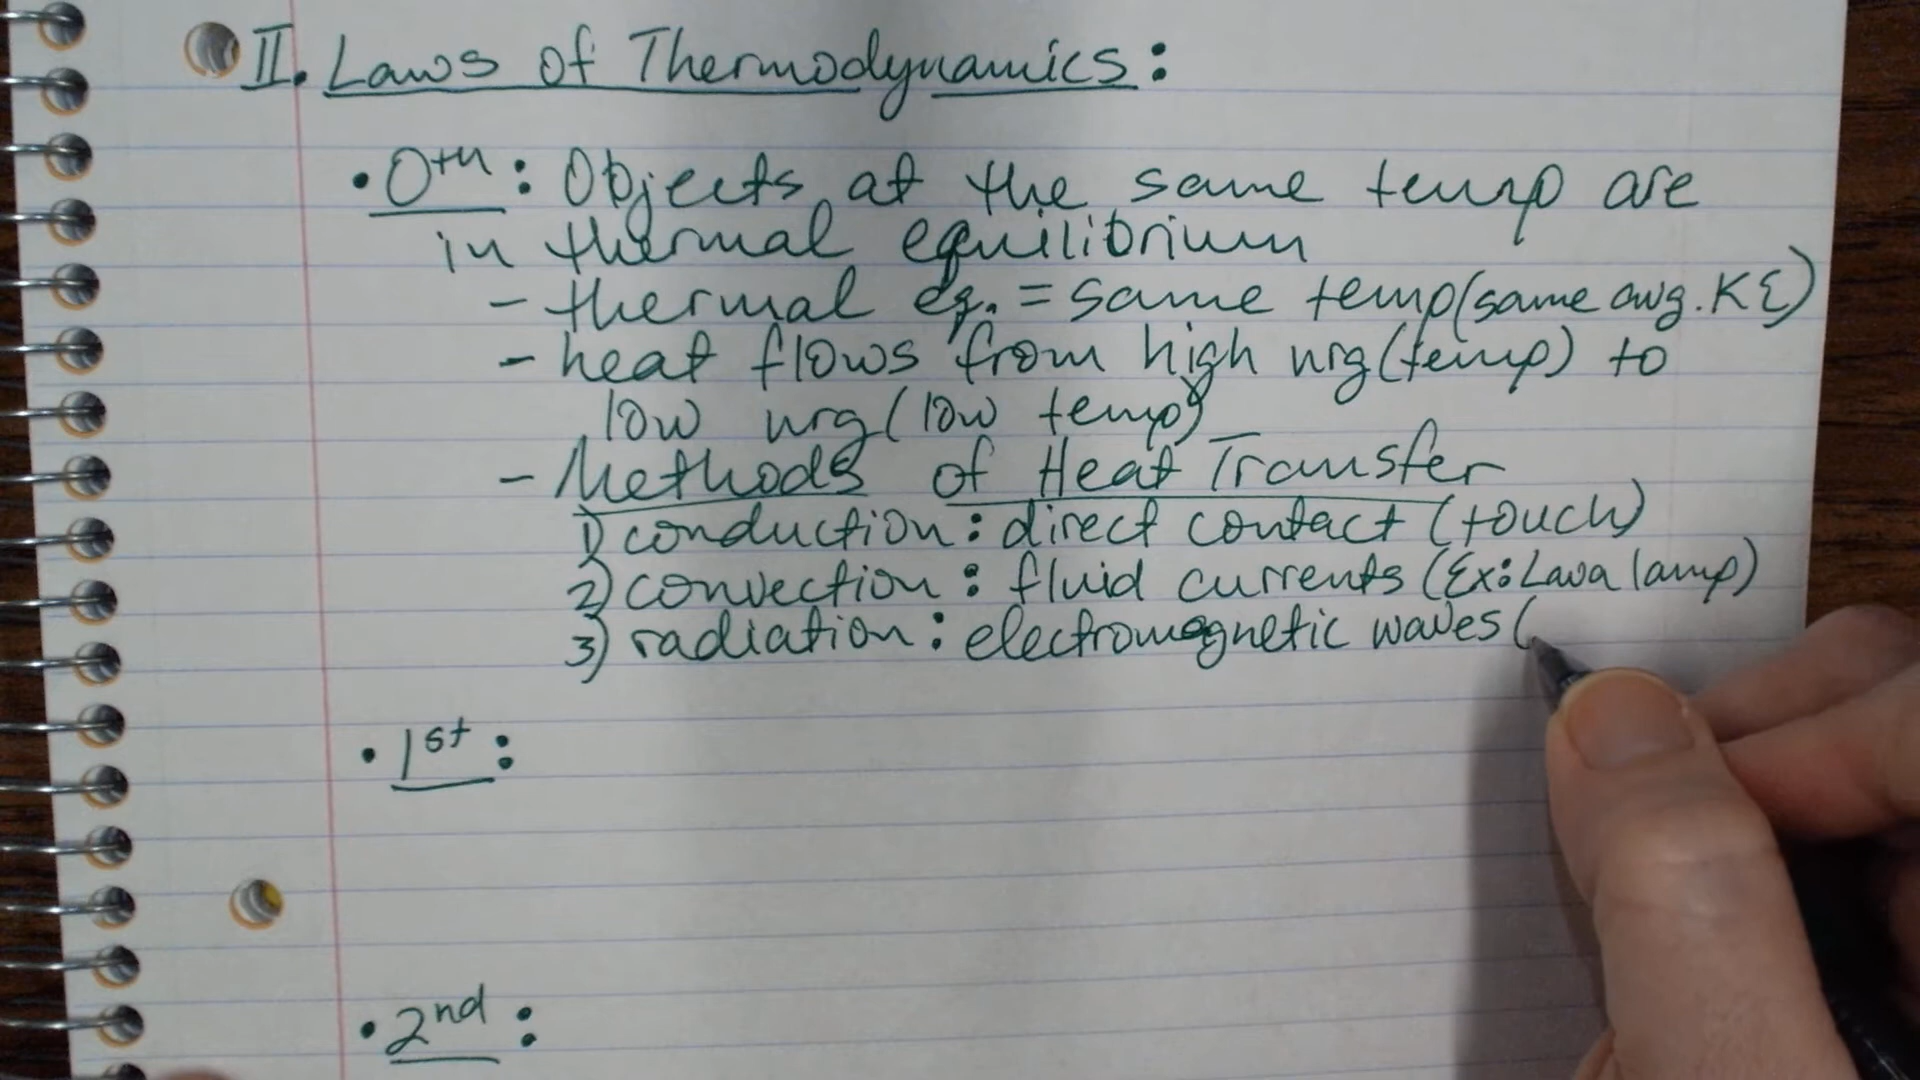 II. Laws of Thermodynamics:
• 0th: Objects at the same temp are
in thermal equilibrium
- thermal eq. = same temp (same avg. KE)
- heat flows from high nrg (temp) to
low nrg (low temp)
- Methods of Heat Transfer
1) conduction: direct contact (touch)
2) convection: fluid currents (Ex: Lava lamp)
3) radiation: electromagnetic waves (
• 1st:
• 2nd: